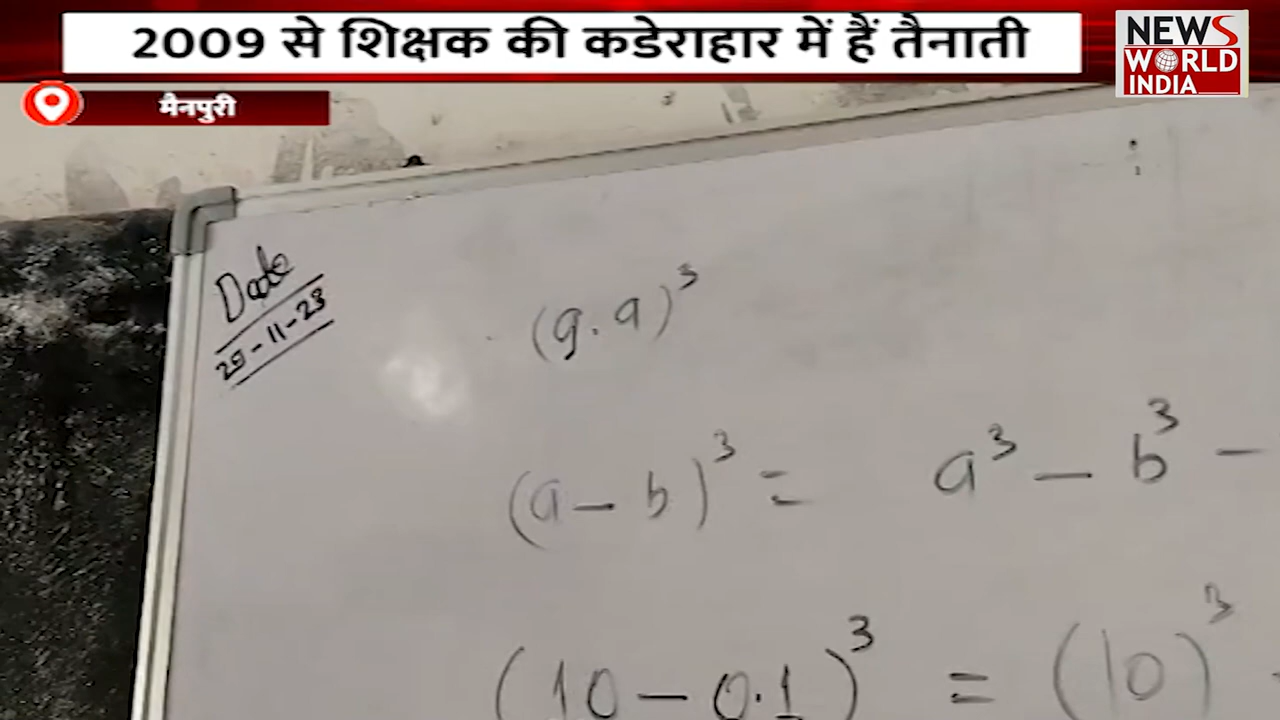 2009 से शिक्षक की कडेराहार में हैं तैनाती
NEWS
WORLD
INDIA
मैनपुरी
Date
29-11-23
(9.9)³
(a-b)³ = a³ - b³ -
(10-0.1)³ = (10)³